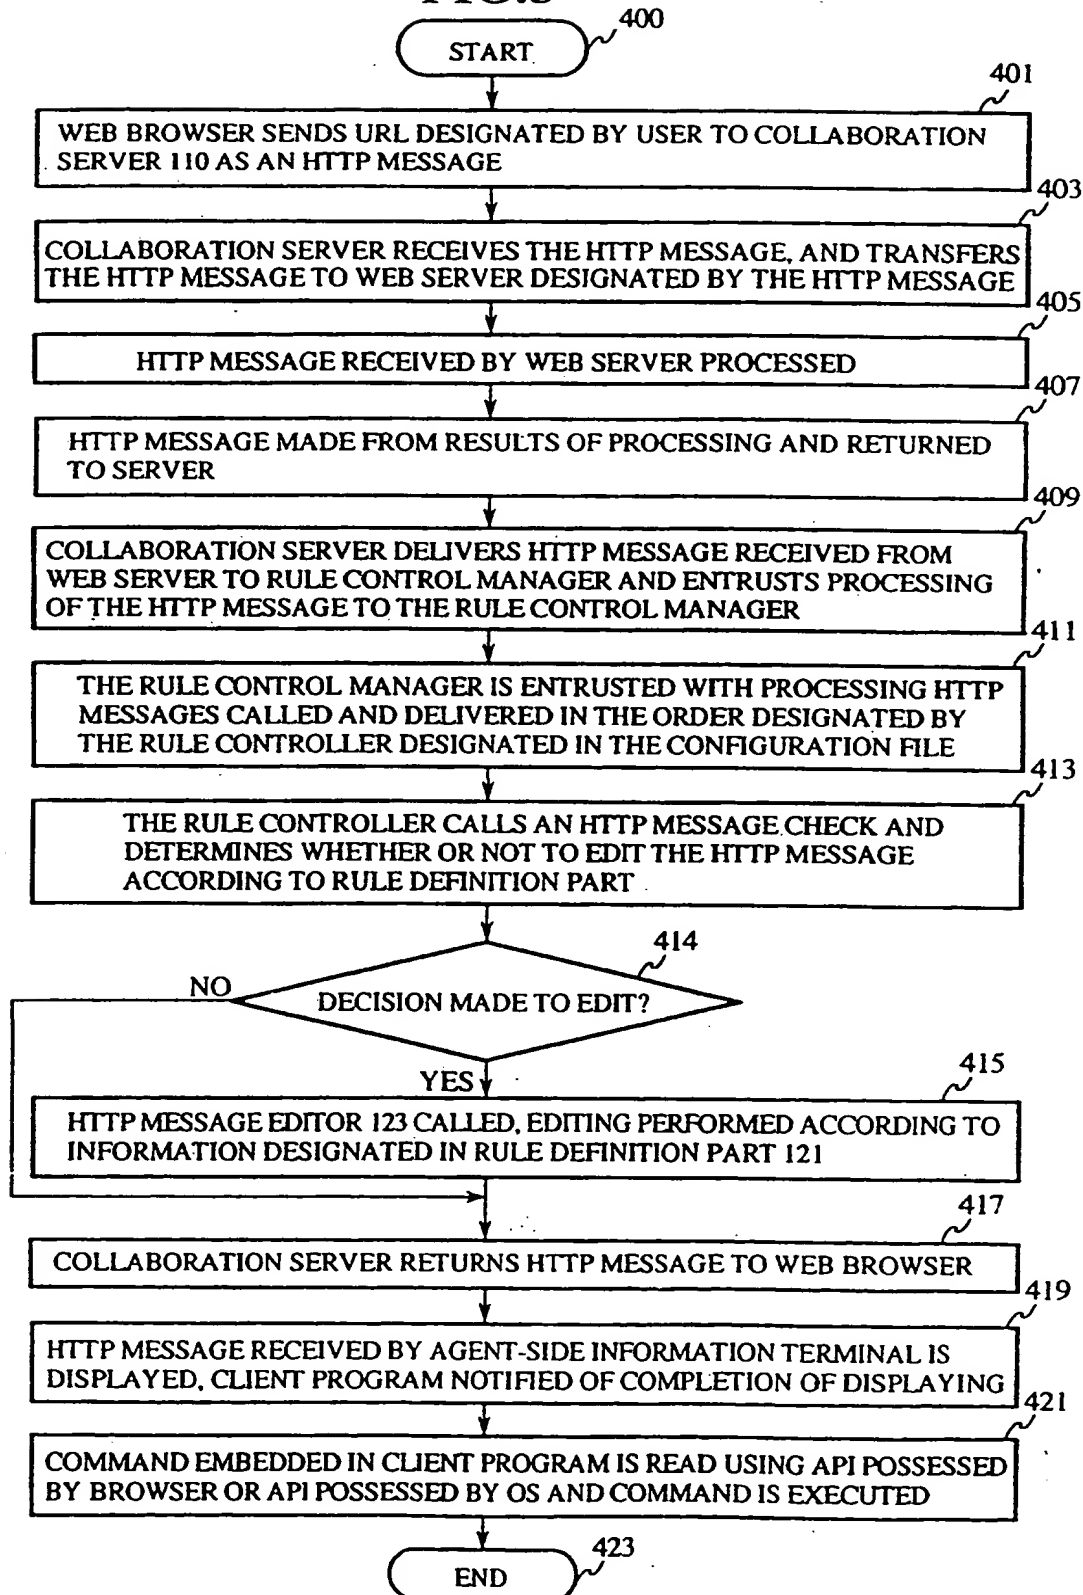 400
START
401
WEB BROWSER SENDS URL DESIGNATED BY USER TO COLLABORATION
SERVER 110 AS AN HTTP MESSAGE
403
COLLABORATION SERVER RECEIVES THE HTTP MESSAGE, AND TRANSFERS
THE HTTP MESSAGE TO WEB SERVER DESIGNATED BY THE HTTP MESSAGE
405
HTTP MESSAGE RECEIVED BY WEB SERVER PROCESSED
407
HTTP MESSAGE MADE FROM RESULTS OF PROCESSING AND RETURNED
TO SERVER
409
COLLABORATION SERVER DELIVERS HTTP MESSAGE RECEIVED FROM
WEB SERVER TO RULE CONTROL MANAGER AND ENTRUSTS PROCESSING
OF THE HTTP MESSAGE TO THE RULE CONTROL MANAGER
411
THE RULE CONTROL MANAGER IS ENTRUSTED WITH PROCESSING HTTP
MESSAGES CALLED AND DELIVERED IN THE ORDER DESIGNATED BY
THE RULE CONTROLLER DESIGNATED IN THE CONFIGURATION FILE
413
THE RULE CONTROLLER CALLS AN HTTP MESSAGE CHECK AND
DETERMINES WHETHER OR NOT TO EDIT THE HTTP MESSAGE
ACCORDING TO RULE DEFINITION PART
414
NO
DECISION MADE TO EDIT?
YES
415
HTTP MESSAGE EDITOR 123 CALLED, EDITING PERFORMED ACCORDING TO
INFORMATION DESIGNATED IN RULE DEFINITION PART 121
417
COLLABORATION SERVER RETURNS HTTP MESSAGE TO WEB BROWSER
419
HTTP MESSAGE RECEIVED BY AGENT-SIDE INFORMATION TERMINAL IS
DISPLAYED, CLIENT PROGRAM NOTIFIED OF COMPLETION OF DISPLAYING
421
COMMAND EMBEDDED IN CLIENT PROGRAM IS READ USING API POSSESSED
BY BROWSER OR API POSSESSED BY OS AND COMMAND IS EXECUTED
423
END